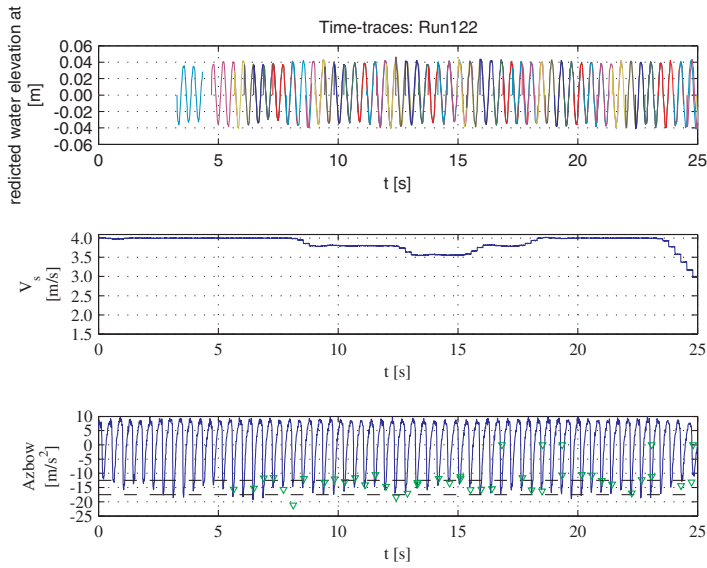 Time-traces: Run122
redicted water elevation at
[m]
0.06
0.04
0.02
0.00
-0.02
-0.04
-0.06
0 5 10 15 20 25
t [s]
V_s
[m/s]
4.0
3.5
3.0
2.5
2.0
1.5
0 5 10 15 20 25
t [s]
Azbow
[m/s²]
10
5
0
-5
-10
-15
-20
-25
0 5 10 15 20 25
t [s]